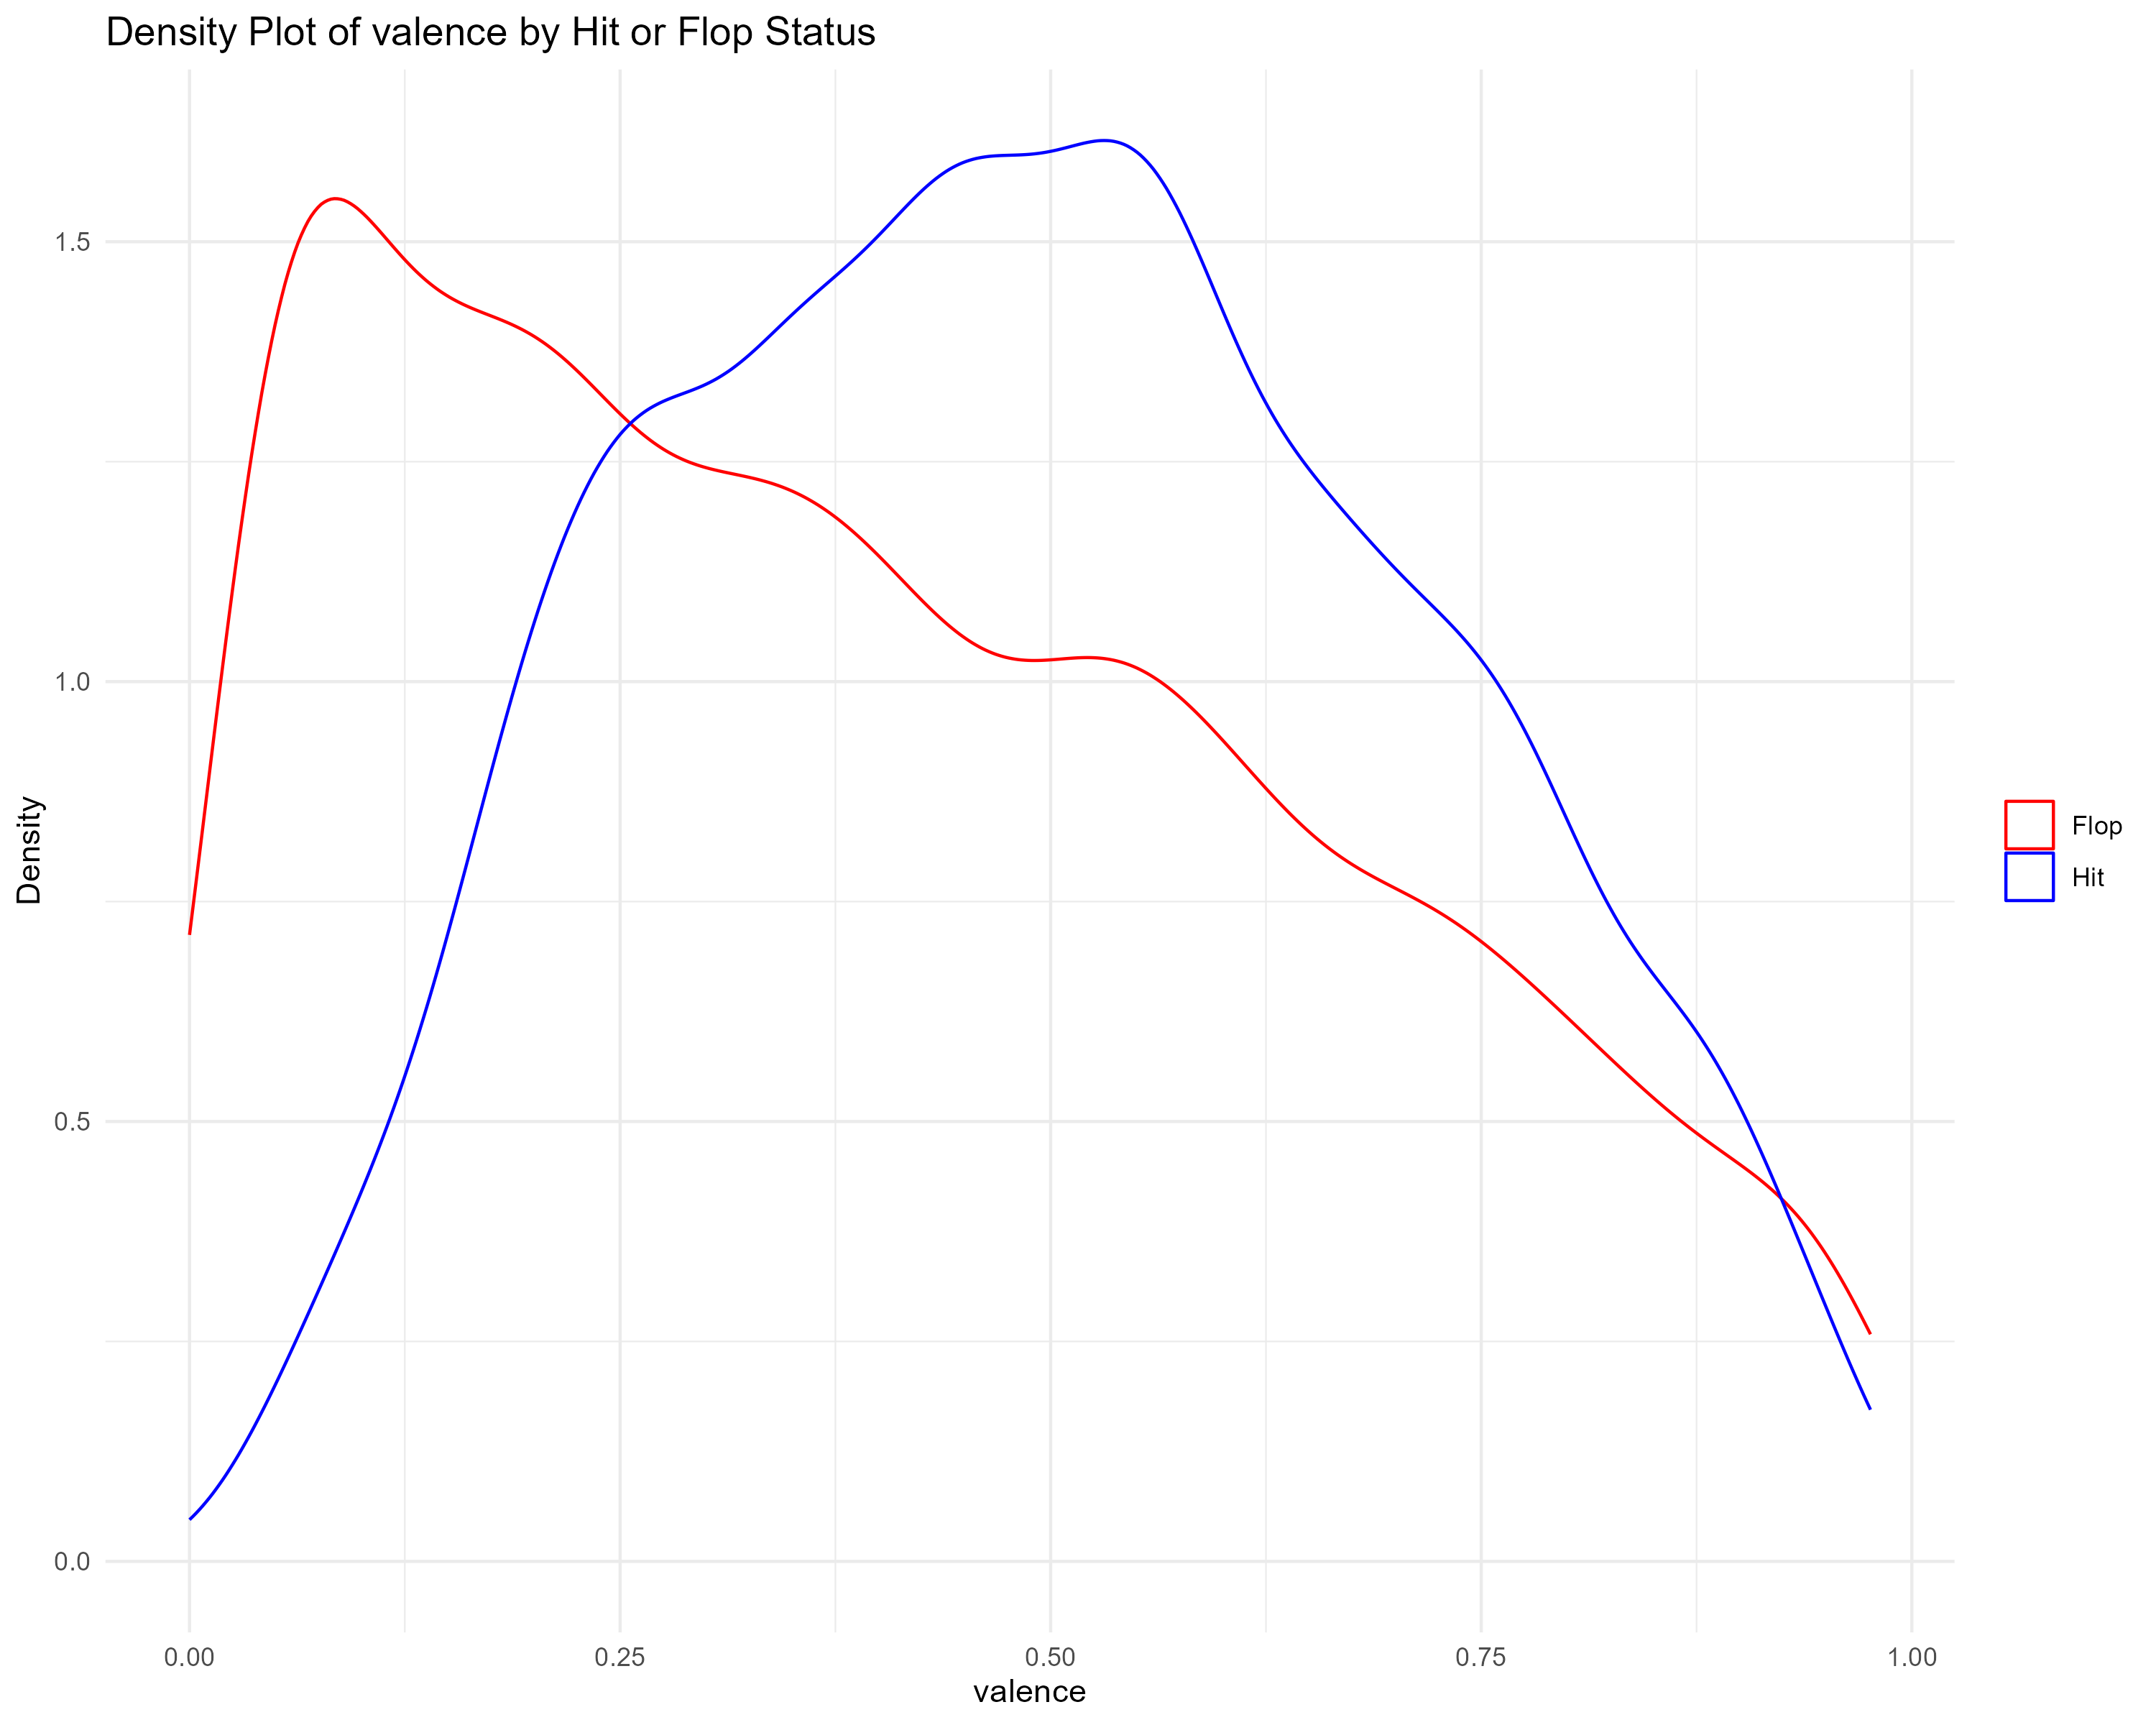 Density Plot of valence by Hit or Flop Status
1.5
1.0
0.5
0.0
Density
0.00 0.25 0.50 0.75 1.00
valence
Flop
Hit